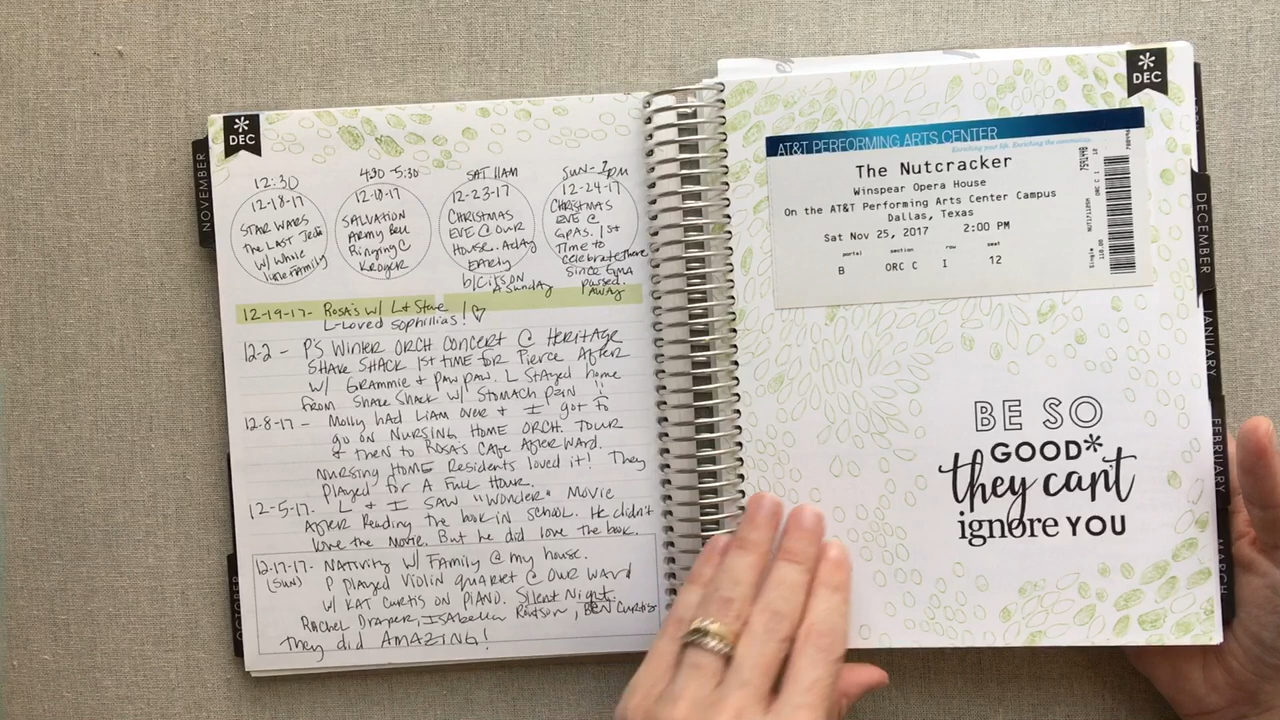 * DEC
NOVEMBER
OCTOBER
12:30
12-18-17
STAR WARS
The LAST Jedi
W/ Whole
Little Family
4:30-5:30
12-10-17
SALVATION
ARMY Bell
Ringing @
KROGER
SAT 11AM
12-23-17
CHRISTMAS
EVE @ OUR
HOUSE. A day
EARly
b/c its on
A Sunday
SUN- 2pm
12-24-17
CHRISTMAS
EVE @
GPAS. 1st
Time to
celebrate there
since GMA
passed.
AWAY
12-19-17- ROSA'S w/ L + Steve
L-Loved sophillias! ♡
12-2 - P'S WINTER ORCH CONCERT @ HERITAGE
SHAKE SHACK 1ST TIME FOR Pierce AFTER
W/ GRAMMIE & PAW PAW. L STAYED home
from SHAKE SHACK W/ STOMACH PAIN
12-8-17 - Molly had LIAM over & I got to
go on NURSING HOME ORCH. TOUR
& then to ROSA'S CAFE AFTERWARD.
NURSING HOME Residents loved it! They
Played for A FULL HOUR.
12-5-17. L & I SAW "WONDER" MOVIE
AFTER Reading the book in school. He didn't
love the movie. But he did love the book.
12-17-17- NATIVITY W/ FAMILY @ my house.
(SUN) P PLAYED VIOLIN QUARTET @ OUR WARD
W/ KAT CURTIS ON PIANO. Silent Night.
RACHEL DRAPER, ISABELLA, BEN CURTIS
They did AMAZING!
* DEC
AT&T PERFORMING ARTS CENTER
Enriching your life. Enriching the community.
The Nutcracker
Winspear Opera House
On the AT&T Performing Arts Center Campus
Dallas, Texas
Sat Nov 25, 2017 2:00 PM
portal section row seat
B ORC C I 12
BE SO
GOOD*
they can't
ignore YOU
DECEMBER
JANUARY
FEBRUARY
MARCH